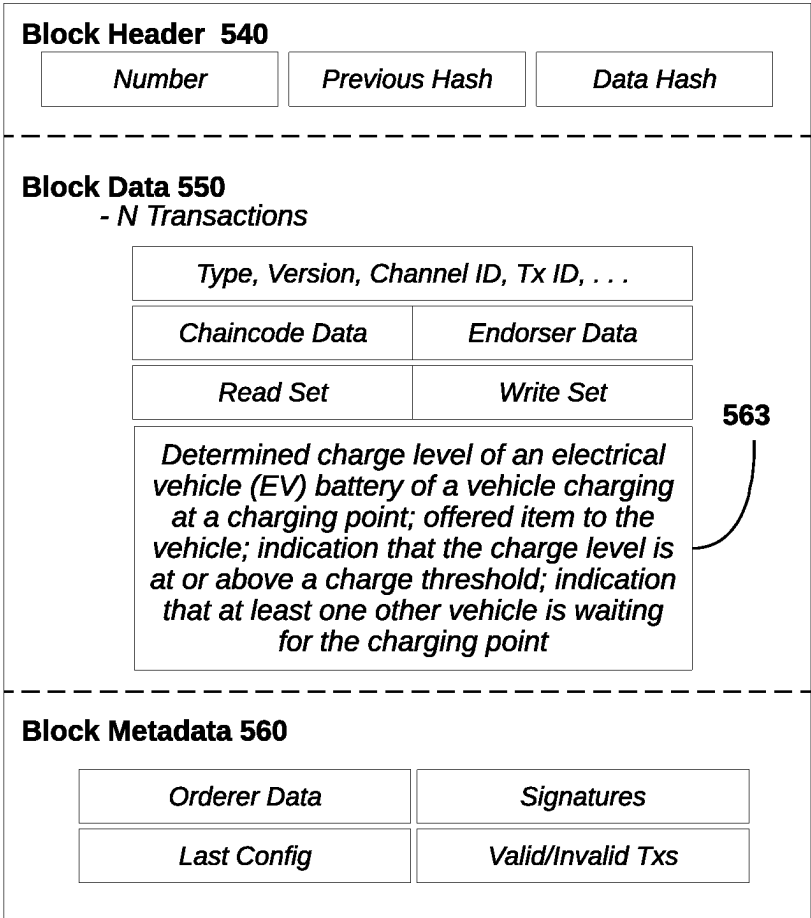 Block Header  540
Number
Previous Hash
Data Hash
Block Data 550
- N Transactions
Type, Version, Channel ID, Tx ID, . . .
Chaincode Data
Endorser Data
Read Set
Write Set
563
Determined charge level of an electrical
vehicle (EV) battery of a vehicle charging
at a charging point; offered item to the
vehicle; indication that the charge level is
at or above a charge threshold; indication
that at least one other vehicle is waiting
for the charging point
Block Metadata 560
Orderer Data
Signatures
Last Config
Valid/Invalid Txs